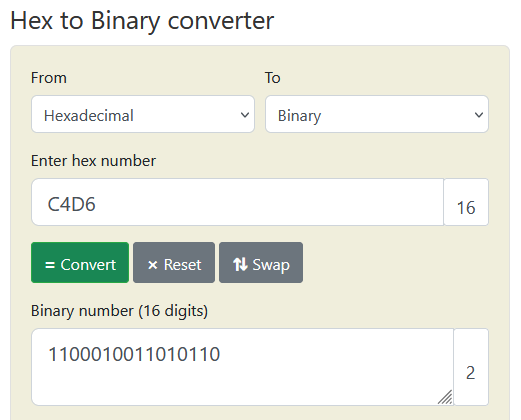 Hex to Binary converter
From To
Hexadecimal Binary
Enter hex number
C4D6 16
= Convert × Reset ⇅ Swap
Binary number (16 digits)
1100010011010110 2